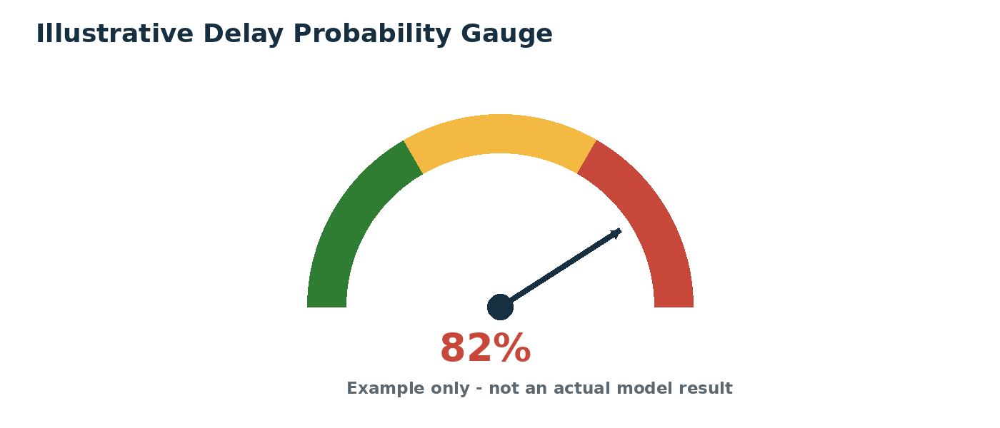 Illustrative Delay Probability Gauge
82%
Example only - not an actual model result